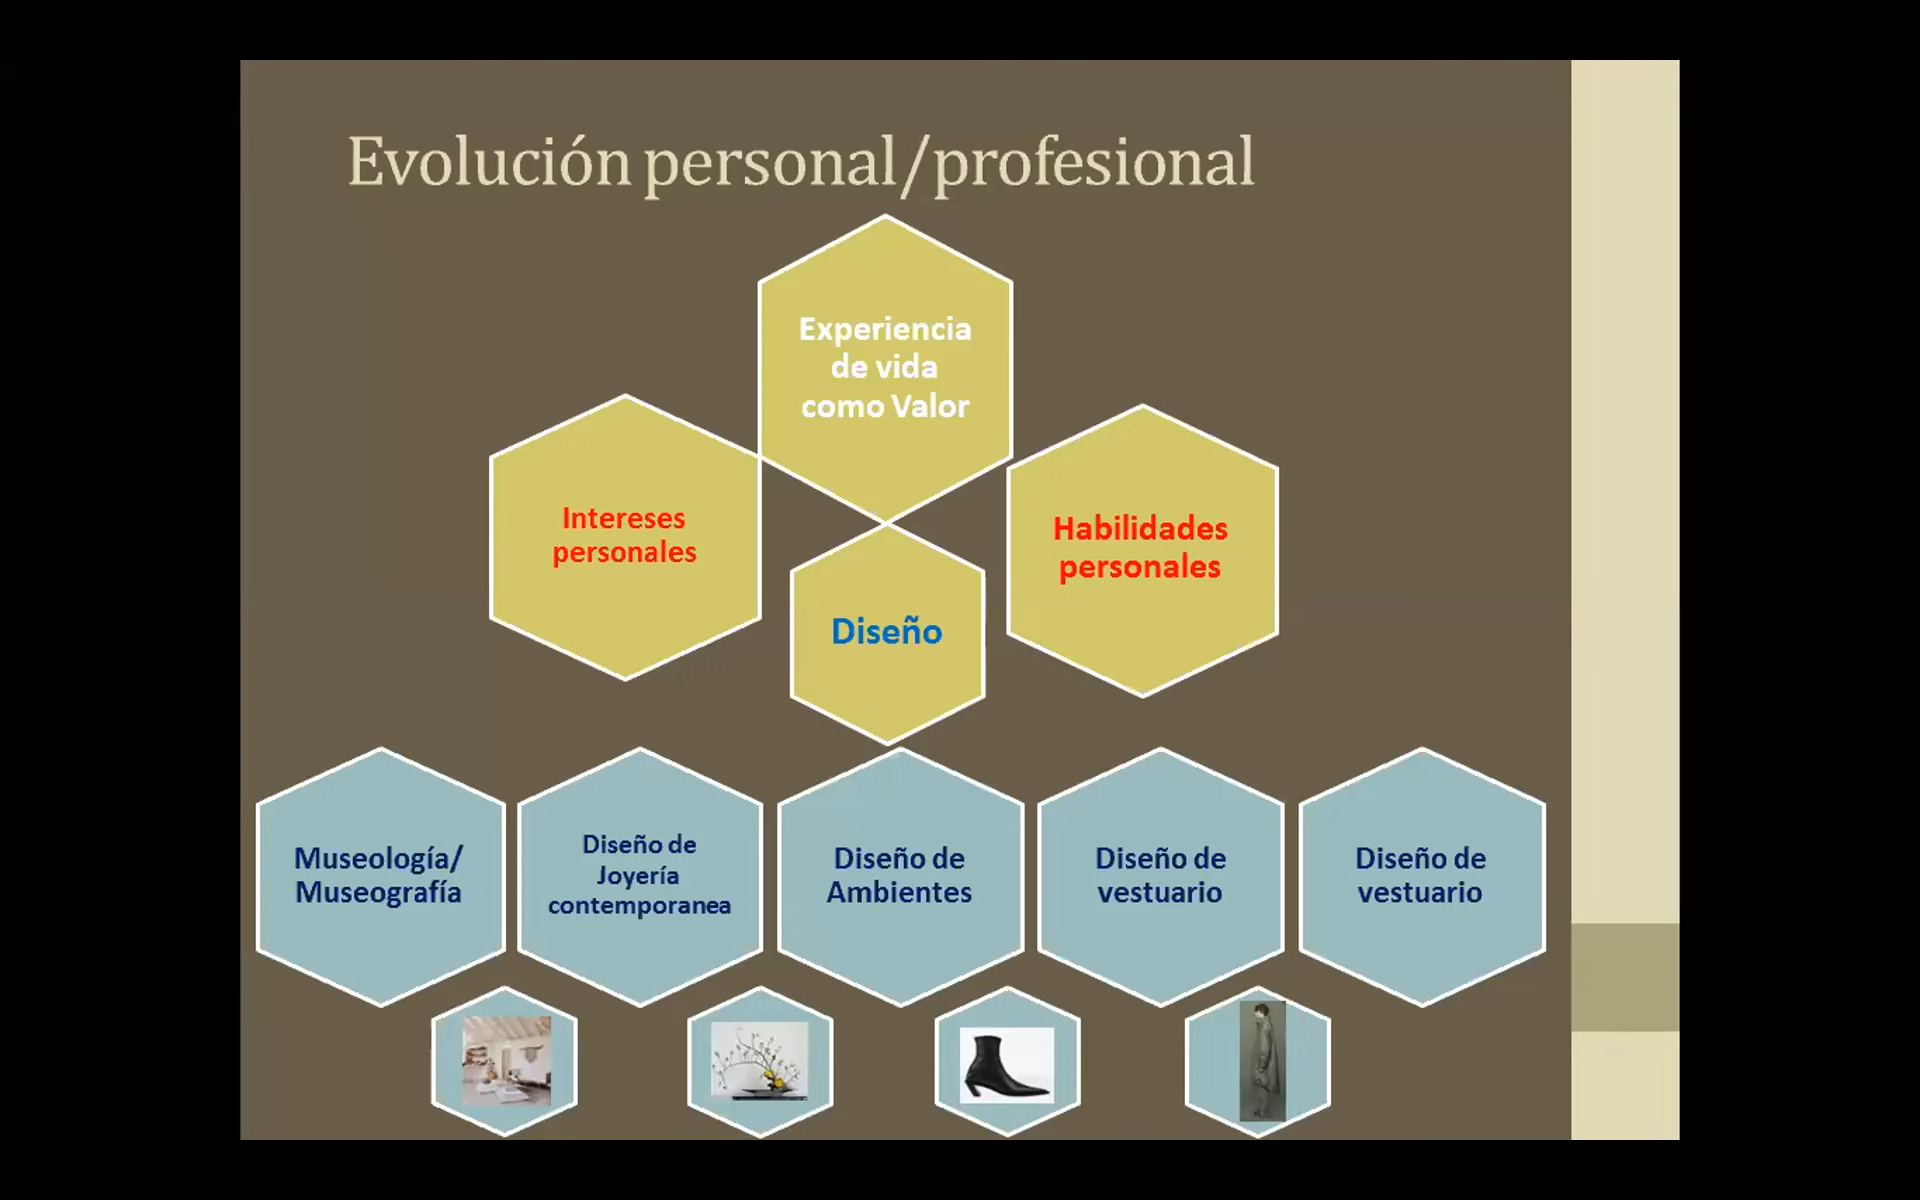 Evolución personal/profesional
Experiencia
de vida
como Valor
Intereses
personales
Habilidades
personales
Diseño
Museología/
Museografía
Diseño de
Joyería
contemporanea
Diseño de
Ambientes
Diseño de
vestuario
Diseño de
vestuario